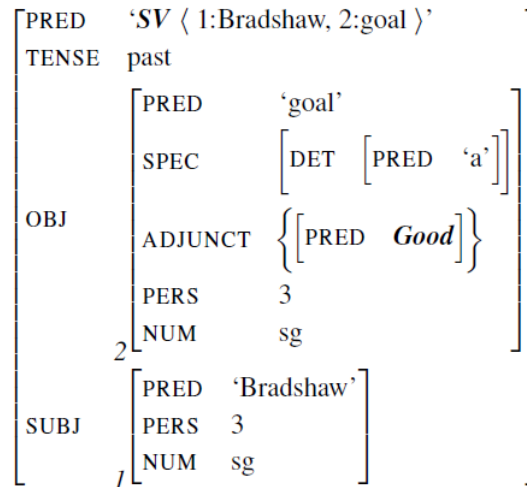 PRED ‘SV ⟨ 1:Bradshaw, 2:goal ⟩’
TENSE past
PRED ‘goal’
SPEC DET PRED ‘a’
OBJ
ADJUNCT { PRED Good }
PERS 3
NUM sg
2
PRED ‘Bradshaw’
SUBJ PERS 3
NUM sg
1